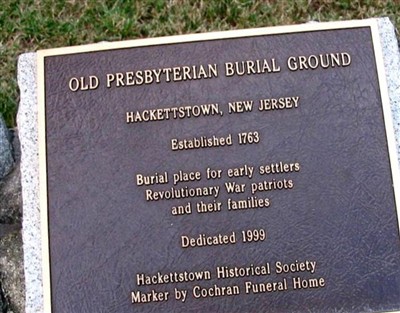 OLD PRESBYTERIAN BURIAL GROUND
HACKETTSTOWN, NEW JERSEY
Established 1763
Burial place for early settlers
Revolutionary War patriots
and their families
Dedicated 1999
Hackettstown Historical Society
Marker by Cochran Funeral Home